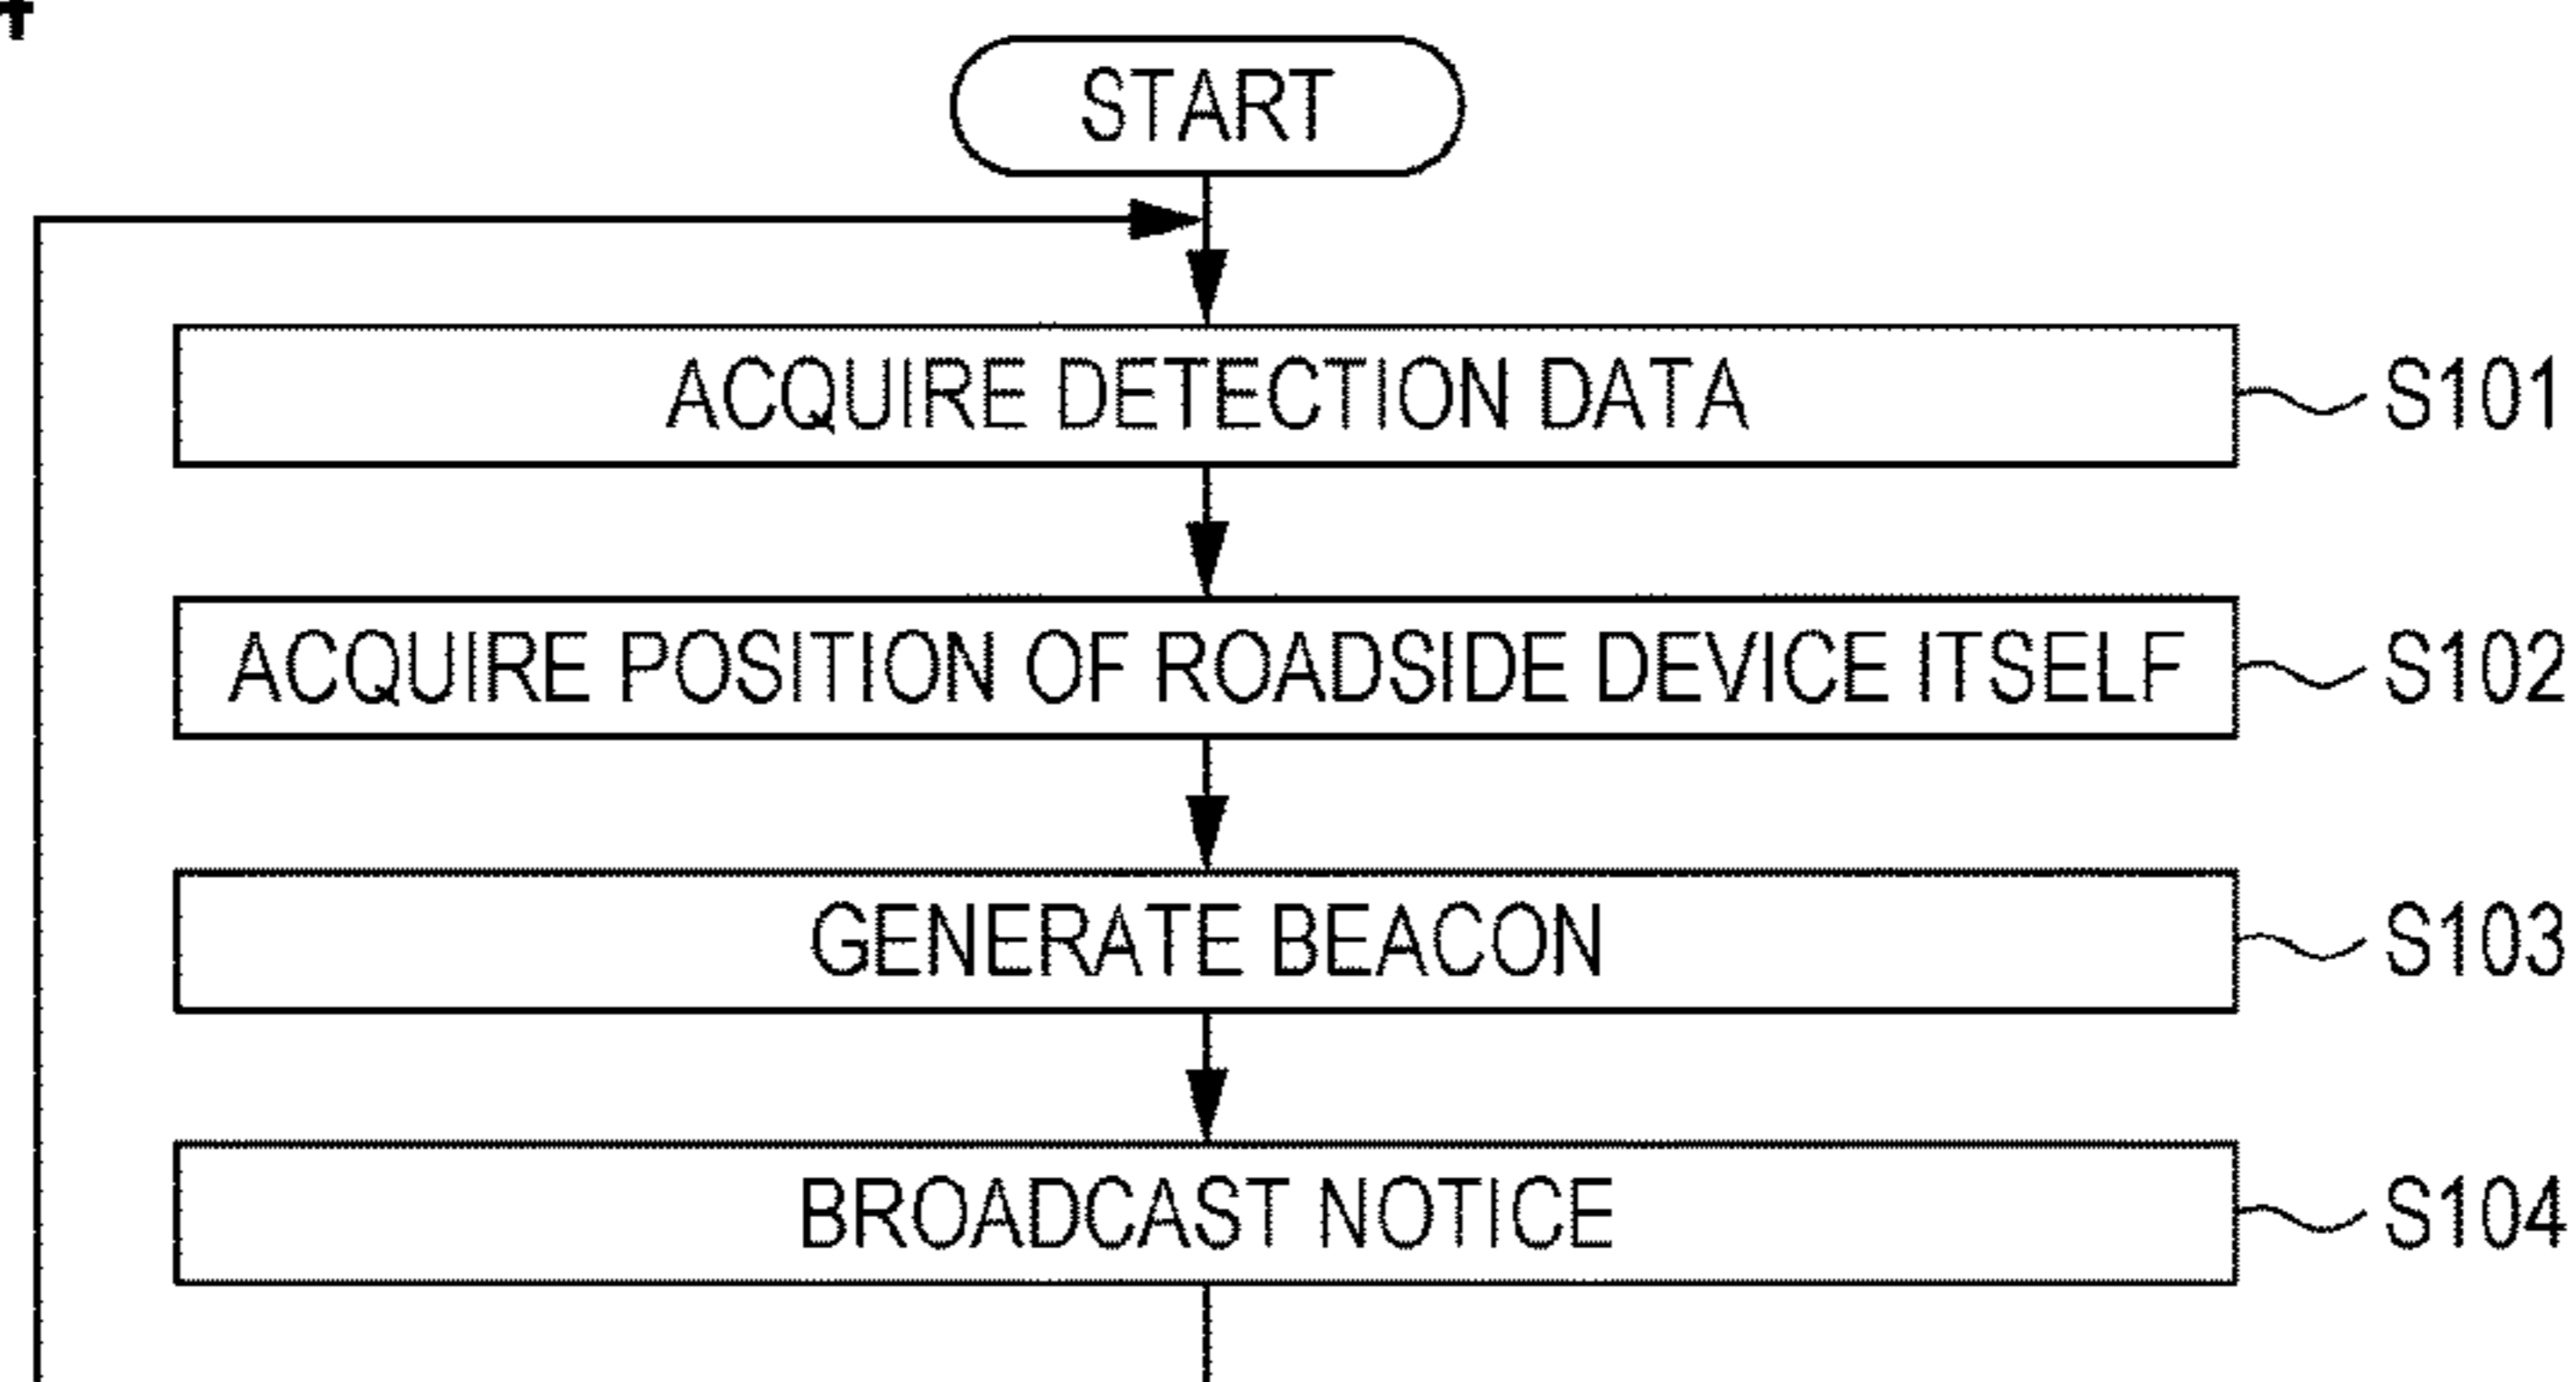 START
ACQUIRE DETECTION DATA
S101
ACQUIRE POSITION OF ROADSIDE DEVICE ITSELF
S102
GENERATE BEACON
S103
BROADCAST NOTICE
S104